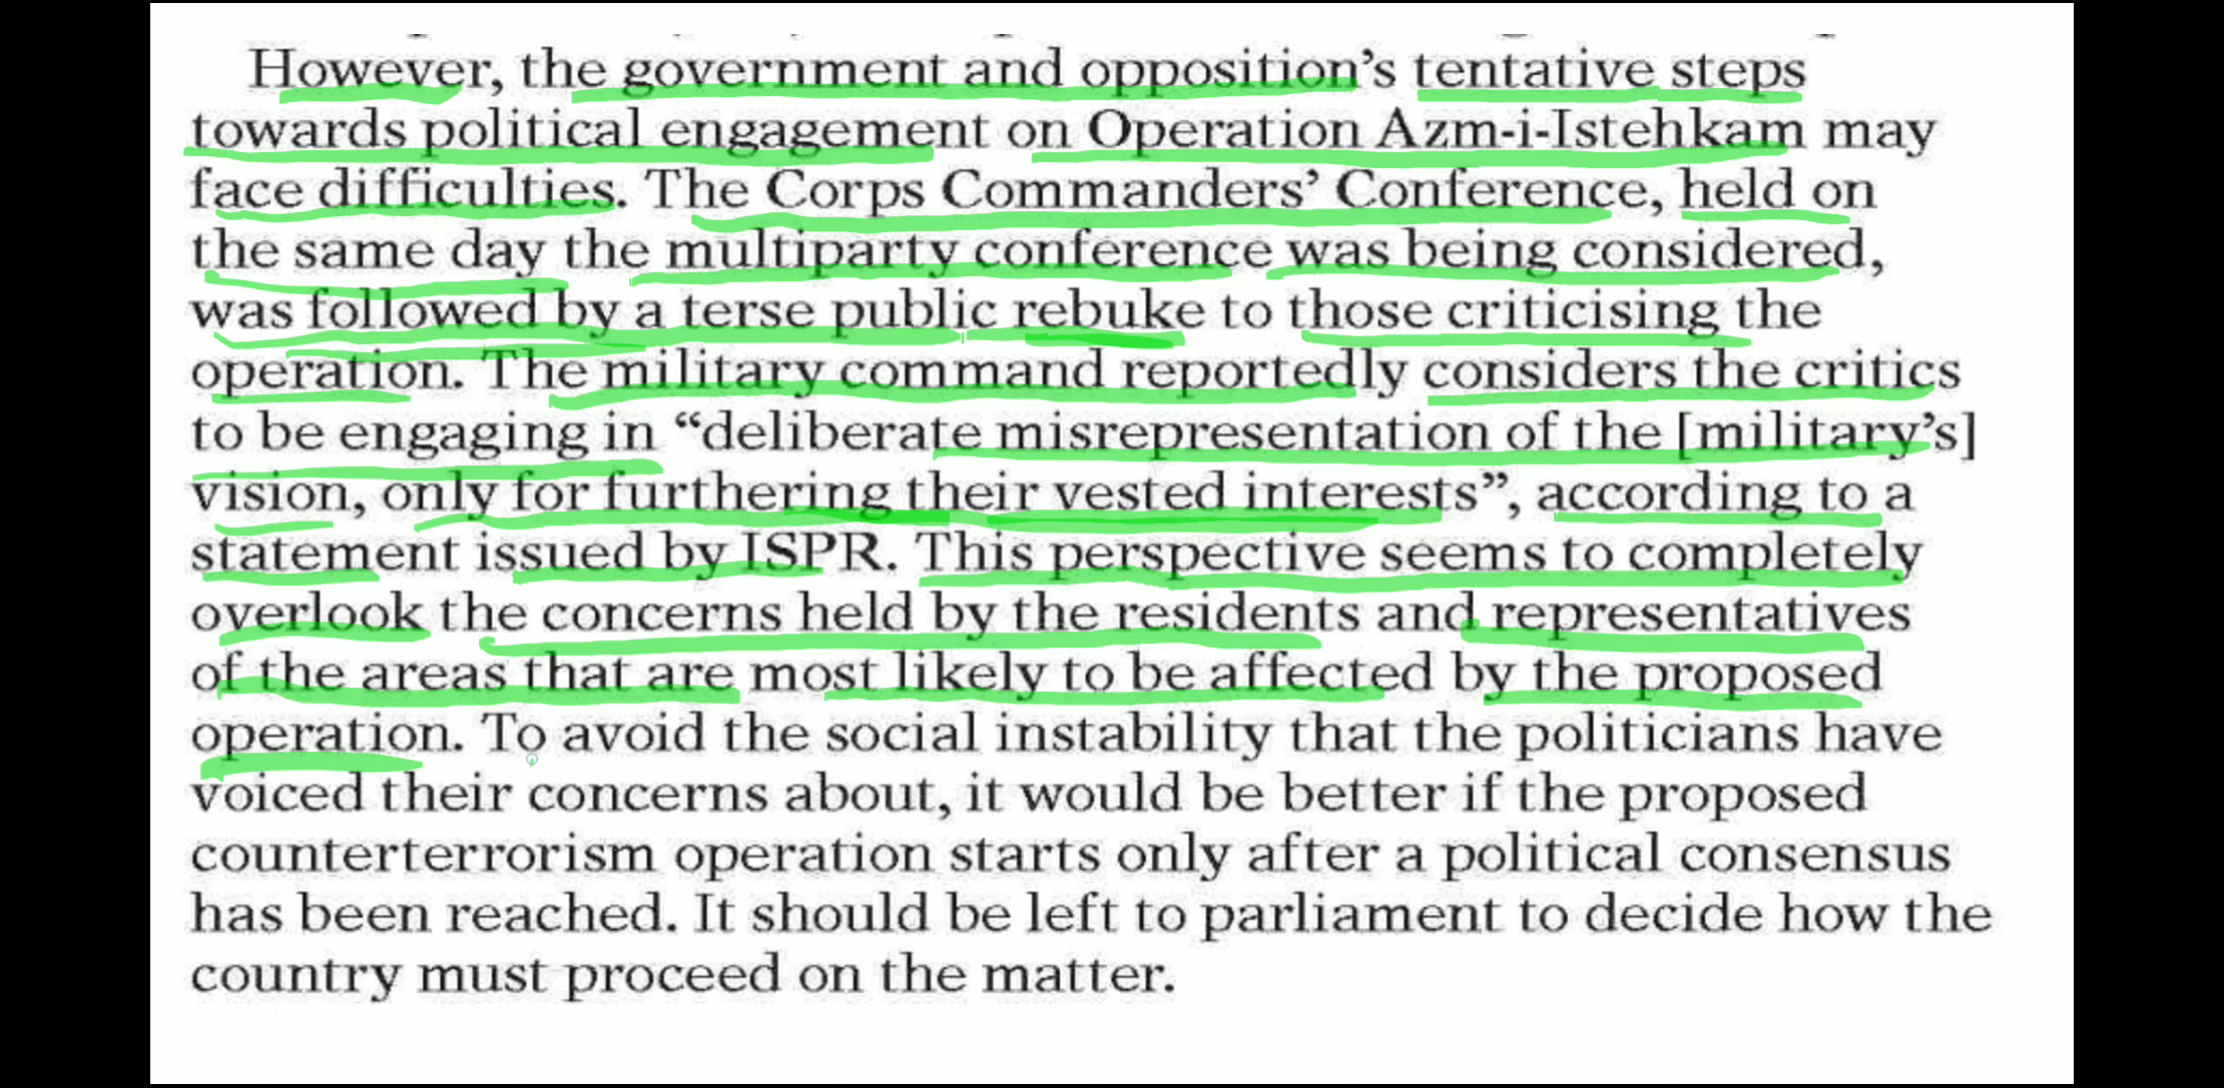 However, the government and opposition's tentative steps
towards political engagement on Operation Azm-i-Istehkam may
face difficulties. The Corps Commanders' Conference, held on
the same day the multiparty conference was being considered,
was followed by a terse public rebuke to those criticising the
operation. The military command reportedly considers the critics
to be engaging in “deliberate misrepresentation of the [military's]
vision, only for furthering their vested interests”, according to a
statement issued by ISPR. This perspective seems to completely
overlook the concerns held by the residents and representatives
of the areas that are most likely to be affected by the proposed
operation. To avoid the social instability that the politicians have
voiced their concerns about, it would be better if the proposed
counterterrorism operation starts only after a political consensus
has been reached. It should be left to parliament to decide how the
country must proceed on the matter.